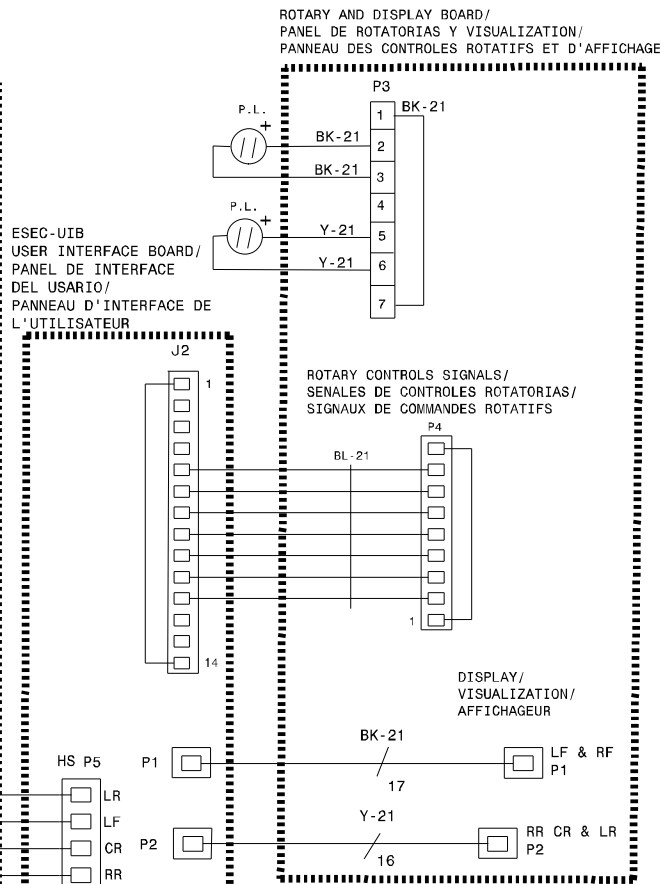 ROTARY AND DISPLAY BOARD/
PANEL DE ROTATORIAS Y VISUALIZATION/
PANNEAU DES CONTROLES ROTATIFS ET D'AFFICHAGE
P3
P.L.
+
1
BK-21
BK-21
2
BK-21
3
4
P.L.
+
Y-21
5
Y-21
6
7
ESEC-UIB
USER INTERFACE BOARD/
PANEL DE INTERFACE
DEL USARIO/
PANNEAU D'INTERFACE DE
L'UTILISATEUR
J2
1
14
ROTARY CONTROLS SIGNALS/
SENALES DE CONTROLES ROTATORIAS/
SIGNAUX DE COMMANDES ROTATIFS
P4
BL-21
1
DISPLAY/
VISUALIZATION/
AFFICHAGEUR
HS P5
LR
LF
CR
RR
P1
BK-21
17
LF & RF
P1
P2
Y-21
16
RR CR & LR
P2